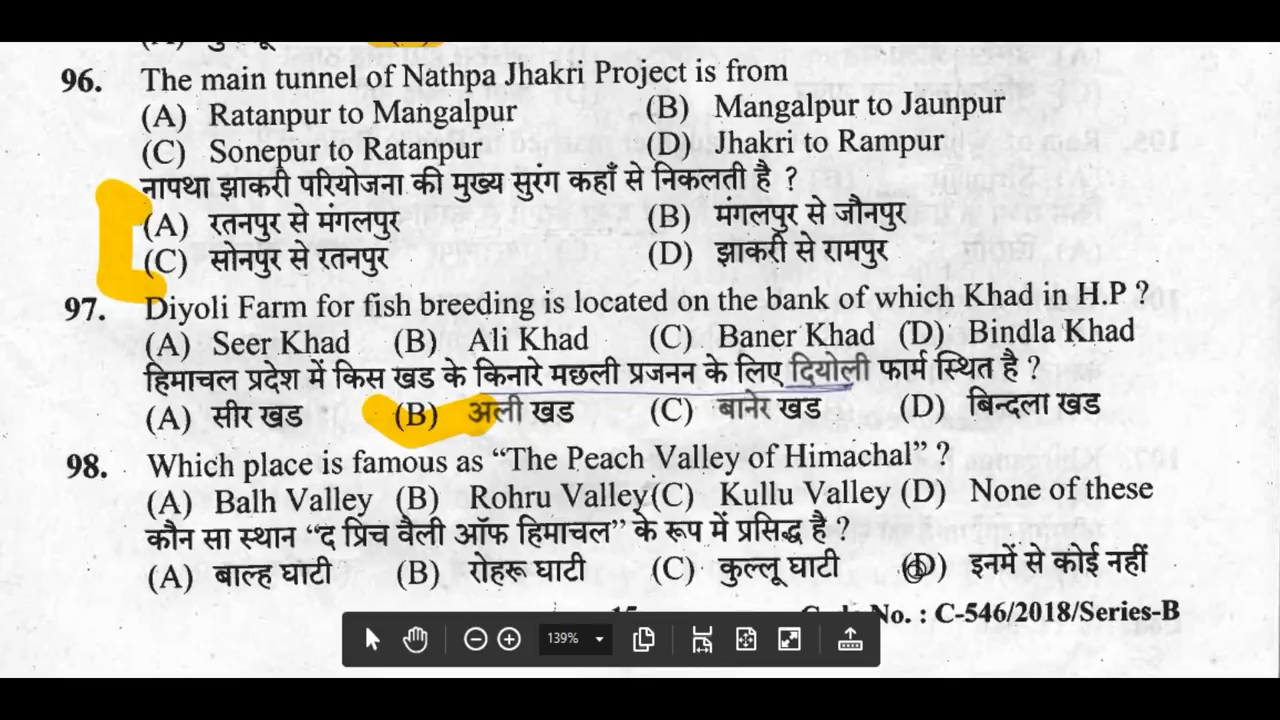 96. The main tunnel of Nathpa Jhakri Project is from
(A) Ratanpur to Mangalpur (B) Mangalpur to Jaunpur
(C) Sonepur to Ratanpur (D) Jhakri to Rampur
नापथा झाकरी परियोजना की मुख्य सुरंग कहाँ से निकलती है ?
(A) रतनपुर से मंगलपुर (B) मंगलपुर से जौनपुर
(C) सोनपुर से रतनपुर (D) झाकरी से रामपुर
97. Diyoli Farm for fish breeding is located on the bank of which Khad in H.P ?
(A) Seer Khad (B) Ali Khad (C) Baner Khad (D) Bindla Khad
हिमाचल प्रदेश में किस खड के किनारे मछली प्रजनन के लिए दियोली फार्म स्थित है ?
(A) सीर खड (B) अली खड (C) बानेर खड (D) बिन्दला खड
98. Which place is famous as “The Peach Valley of Himachal” ?
(A) Balh Valley (B) Rohru Valley (C) Kullu Valley (D) None of these
कौन सा स्थान “द प्रिच वैली ऑफ हिमाचल” के रूप में प्रसिद्ध है ?
(A) बाल्ह घाटी (B) रोहरू घाटी (C) कुल्लू घाटी (D) इनमें से कोई नहीं
No. : C-546/2018/Series-B
139%